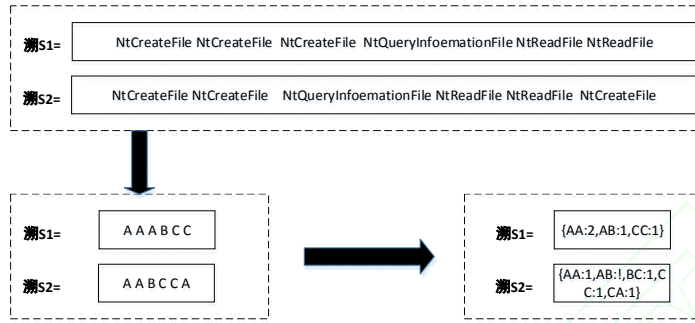 溯S1=
NtCreateFile NtCreateFile NtCreateFile NtQueryInfoemationFile NtReadFile NtReadFile
溯S2=
NtCreateFile NtCreateFile NtQueryInfoemationFile NtReadFile NtReadFile NtCreateFile
溯S1=
A A A B C C
溯S2=
A A B C C A
溯S1=
{AA:2,AB:1,CC:1}
溯S2=
{AA:1,AB:!,BC:1,C
C:1,CA:1}